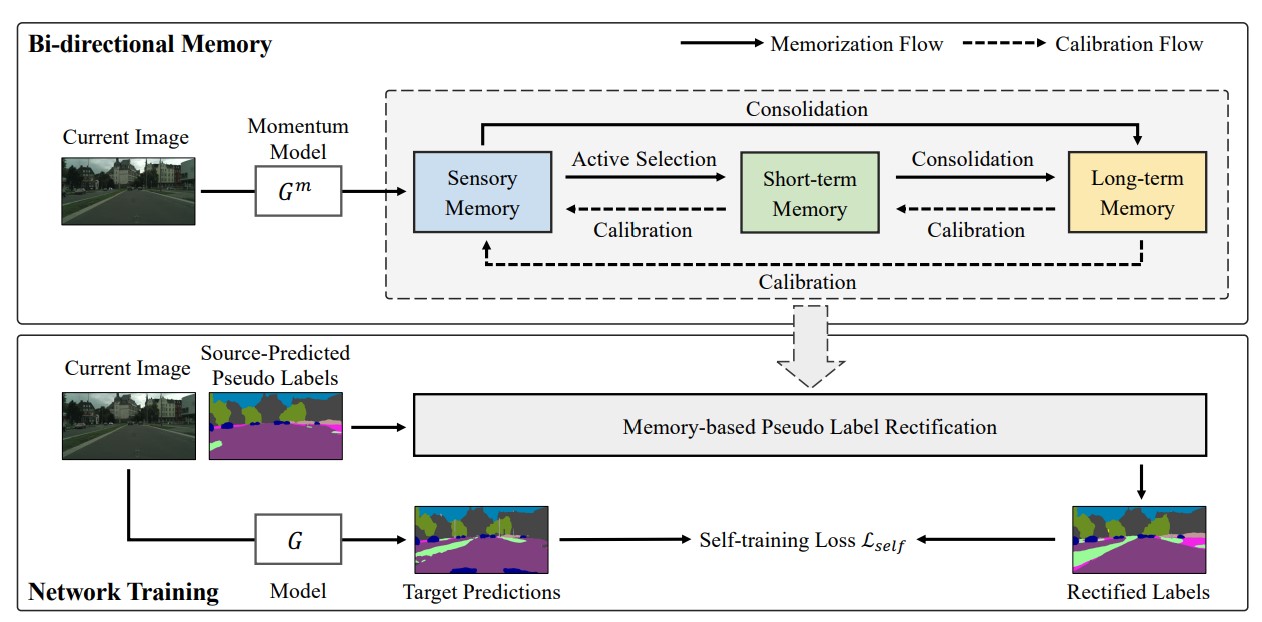 Bi-directional Memory
Memorization Flow
Calibration Flow
Consolidation
Current Image
Momentum
Model
G^m
Sensory
Memory
Active Selection
Calibration
Short-term
Memory
Consolidation
Calibration
Long-term
Memory
Calibration
Current Image
Source-Predicted
Pseudo Labels
Memory-based Pseudo Label Rectification
G
Self-training Loss ℒ_self
Network Training
Model
Target Predictions
Rectified Labels